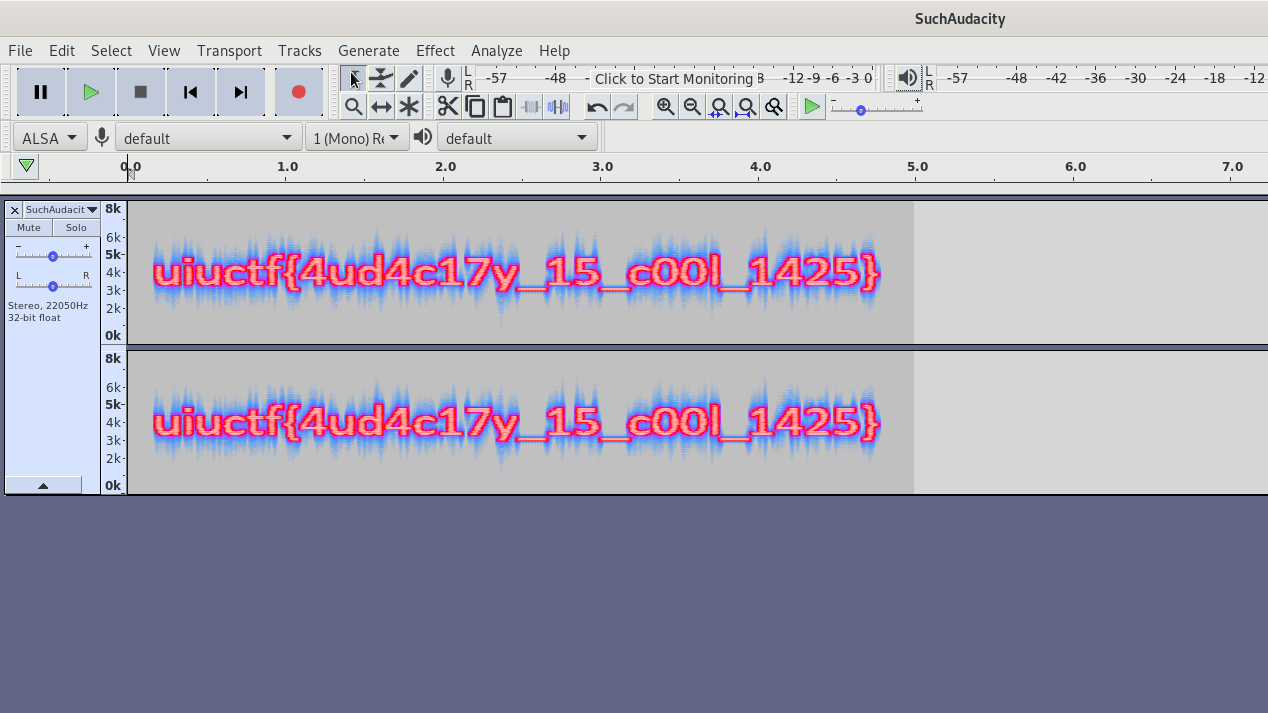 SuchAudacity
File Edit Select View Transport Tracks Generate Effect Analyze Help
L R -57 -48 Click to Start Monitoring 8 -12 -9 -6 -3 0 L R -57 -48 -42 -36 -30 -24 -18 -12
ALSA default 1 (Mono) Re default
0.0 1.0 2.0 3.0 4.0 5.0 6.0 7.0
SuchAudacit
Mute Solo
- +
L R
Stereo, 22050Hz
32-bit float
8k
6k
5k
4k
3k
2k
0k
uiuctf{4ud4c17y_15_c00l_1425}
8k
6k
5k
4k
3k
2k
0k
uiuctf{4ud4c17y_15_c00l_1425}